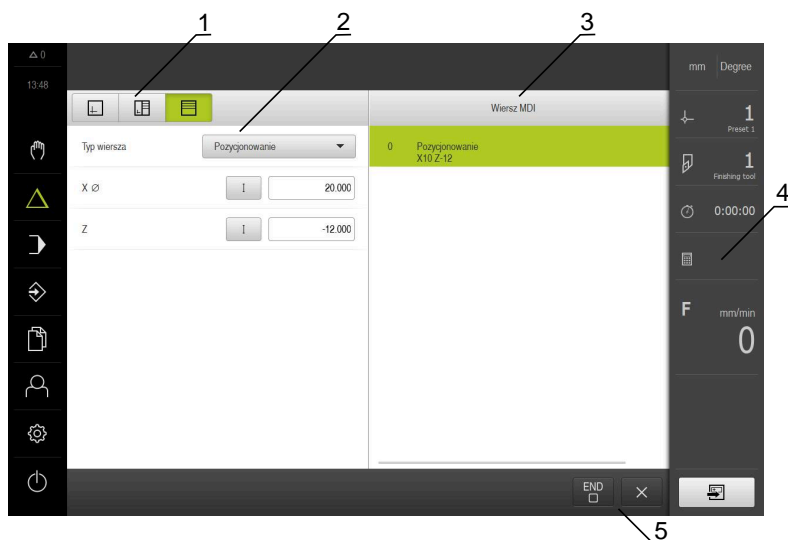 1
2
3
0
13:48
mm Degree
Wiersz MDI
1
Preset 1
Typ wiersza
Pozycjonowanie
0 Pozycjonowanie
X10 Z-12
1
Finishing tool
X ∅
I
20.000
4
0:00:00
Z
I
-12.000
F mm/min
0
END
5